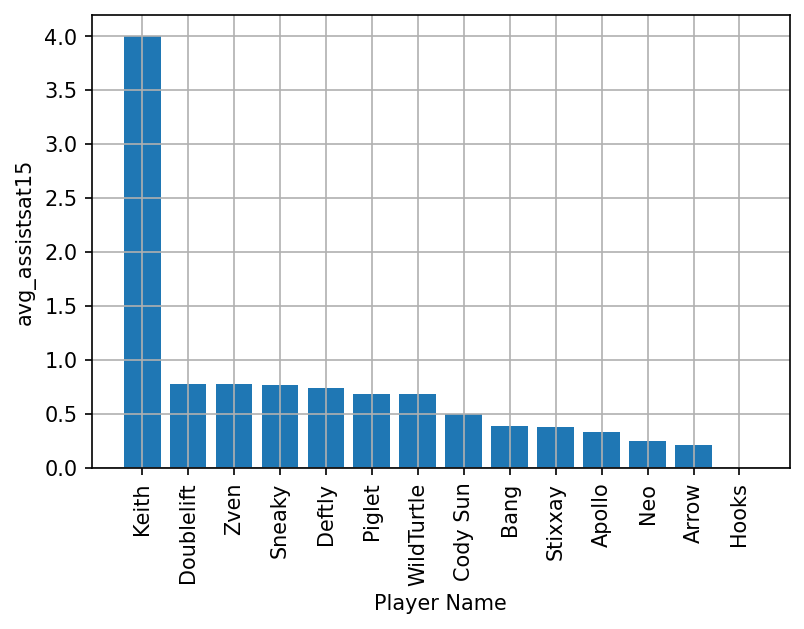 4.0
3.5
3.0
2.5
2.0
1.5
1.0
0.5
0.0
avg_assistsat15
Keith
Doublelift
Zven
Sneaky
Deftly
Piglet
WildTurtle
Cody Sun
Bang
Stixxay
Apollo
Neo
Arrow
Hooks
Player Name